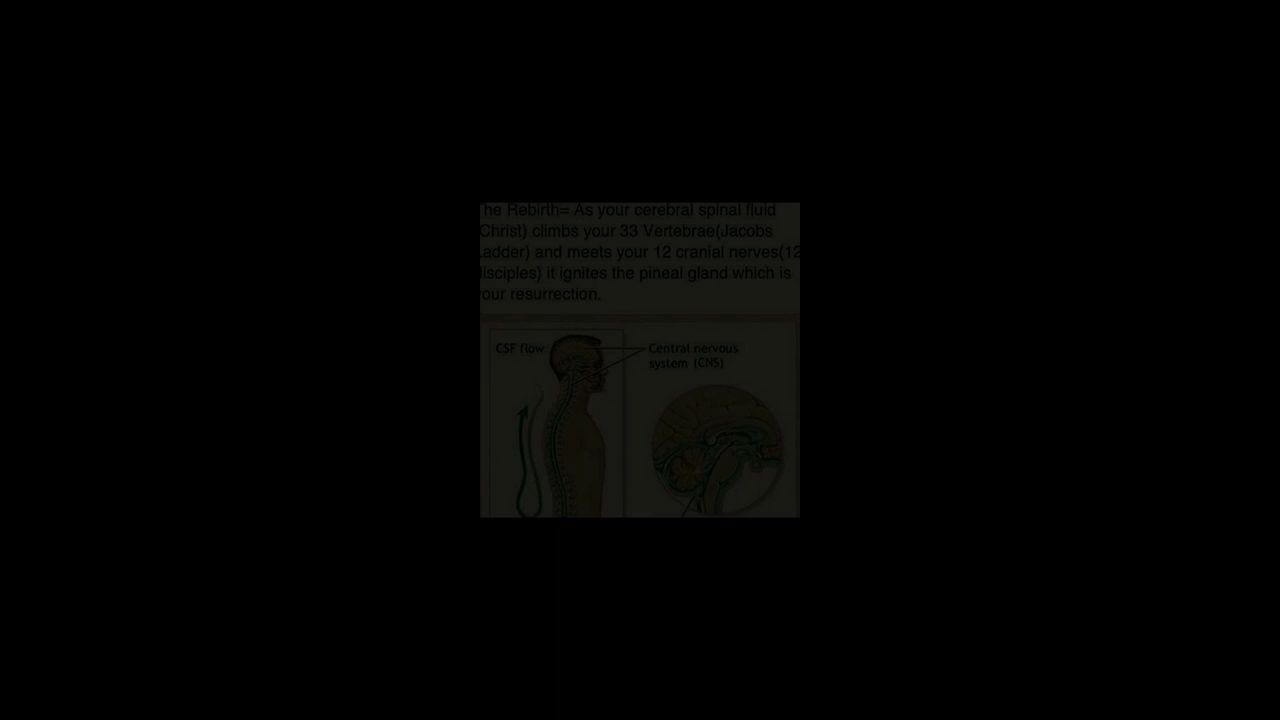 he Rebirth= As your cerebral spinal fluid
Christ) climbs your 33 Vertebrae(Jacobs
adder) and meets your 12 cranial nerves(12
isciples) it ignites the pineal gland which is
our resurrection.
CSF flow
Central nervous
system (CNS)